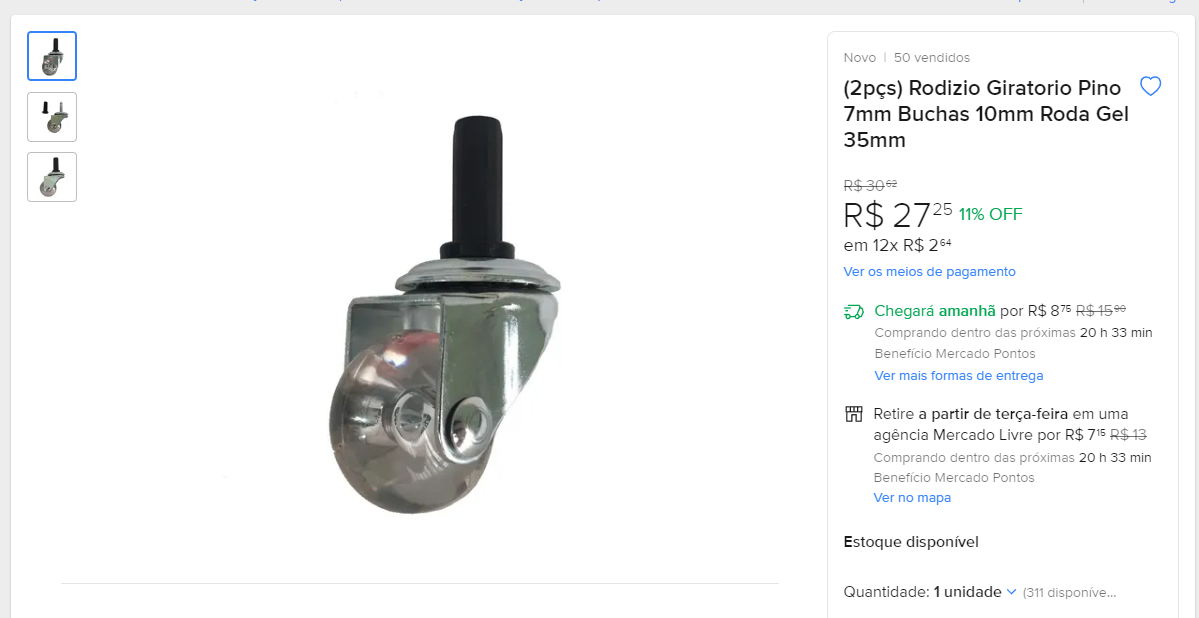 Novo | 50 vendidos
(2pçs) Rodizio Giratorio Pino
7mm Buchas 10mm Roda Gel
35mm
R$ 30 62
R$ 27 25 11% OFF
em 12x R$ 2 64
Ver os meios de pagamento
Chegará amanhã por R$ 8 75 R$ 15 90
Comprando dentro das próximas 20 h 33 min
Benefício Mercado Pontos
Ver mais formas de entrega
Retire a partir de terça-feira em uma
agência Mercado Livre por R$ 7 15 R$ 13
Comprando dentro das próximas 20 h 33 min
Benefício Mercado Pontos
Ver no mapa
Estoque disponível
Quantidade: 1 unidade (311 disponíve...